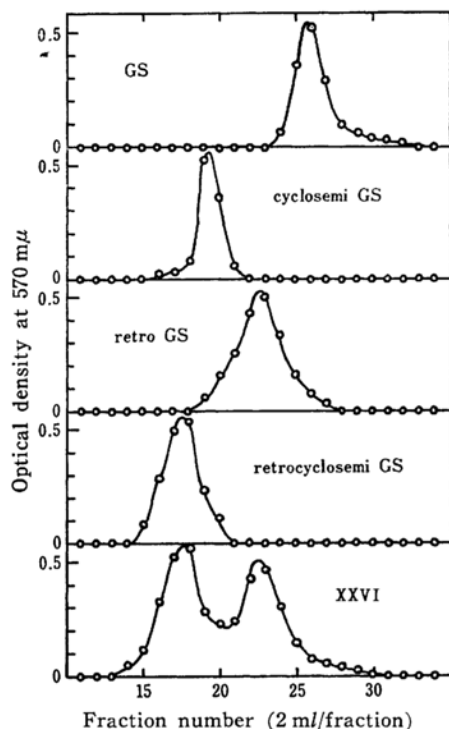 0.5
GS
0
0.5
cyclosemi GS
0
0.5
retro GS
0
0.5
retrocyclosemi GS
0
0.5
XXVI
0
15 20 25 30
Optical density at 570 mμ
Fraction number (2 ml/fraction)